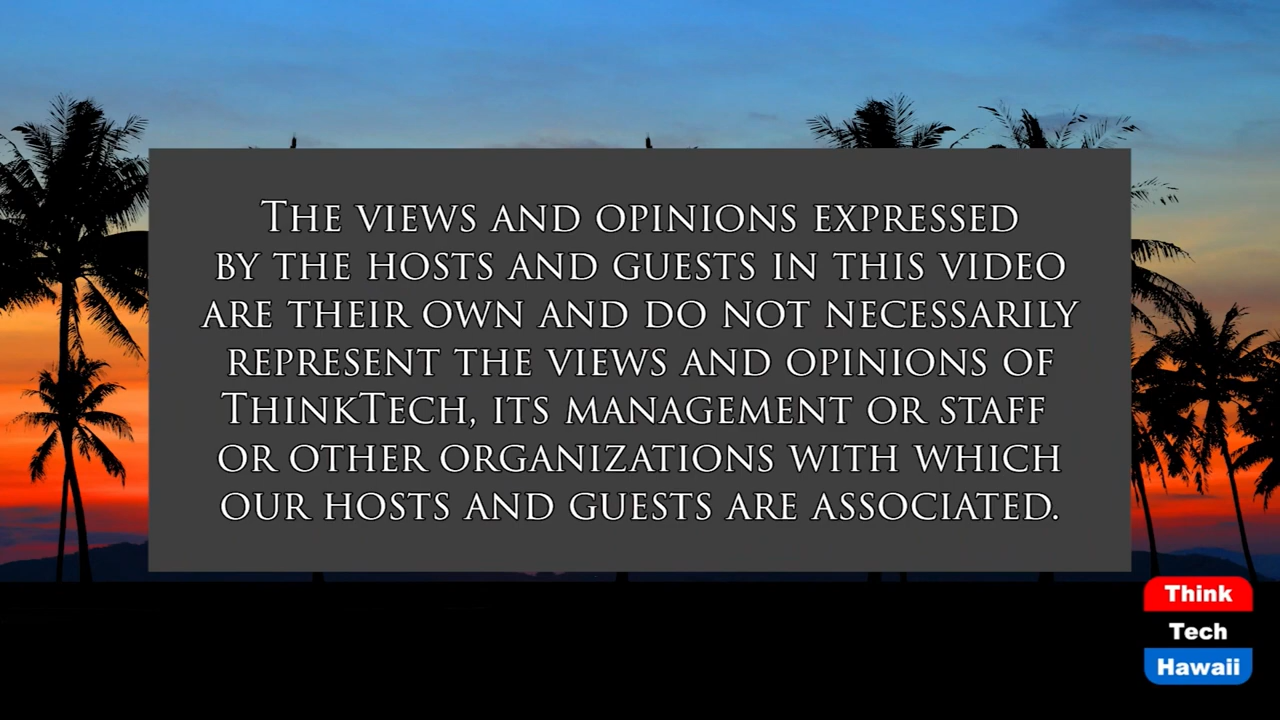 The views and opinions expressed
by the hosts and guests in this video
are their own and do not necessarily
represent the views and opinions of
ThinkTech, its management or staff
or other organizations with which
our hosts and guests are associated.
Think
Tech
Hawaii